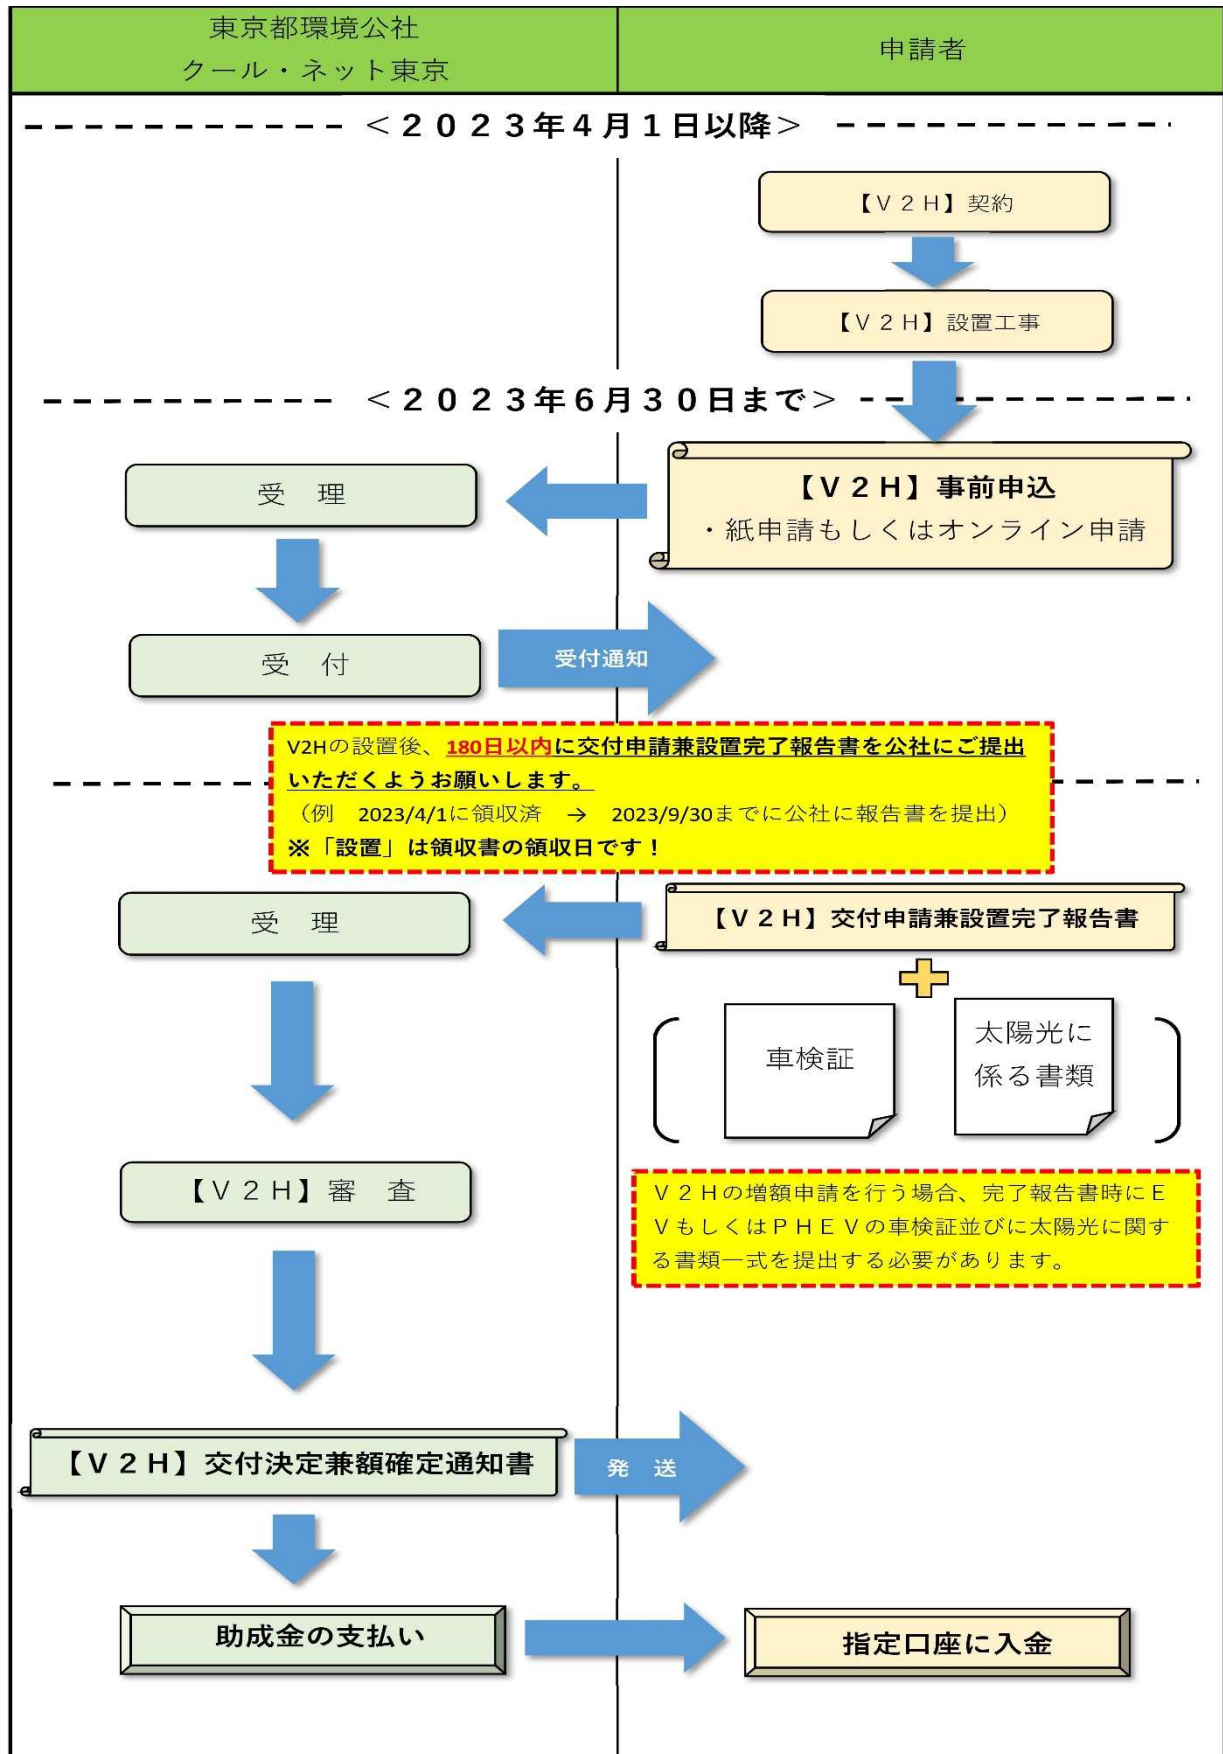 東京都環境公社
クール・ネット東京
申請者
＜２０２３年４月１日以降＞
【Ｖ２Ｈ】契約
【Ｖ２Ｈ】設置工事
＜２０２３年６月３０日まで＞
【Ｖ２Ｈ】事前申込
・紙申請もしくはオンライン申請
受　理
受　付
受付通知
V2Hの設置後、180日以内に交付申請兼設置完了報告書を公社にご提出
いただくようお願いします。
（例　2023/4/1に領収済　→　2023/9/30までに公社に報告書を提出）
※「設置」は領収書の領収日です！
【Ｖ２Ｈ】交付申請兼設置完了報告書
受　理
車検証
太陽光に
係る書類
【Ｖ２Ｈ】審　査
Ｖ２Ｈの増額申請を行う場合、完了報告書時にＥ
ＶもしくはＰＨＥＶの車検証並びに太陽光に関す
る書類一式を提出する必要があります。
【Ｖ２Ｈ】交付決定兼額確定通知書
発　送
助成金の支払い
指定口座に入金